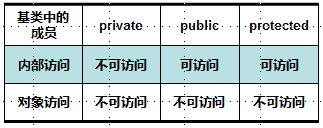 基类中的
成员 private public protected
内部访问 不可访问 可访问 可访问
对象访问 不可访问 不可访问 不可访问